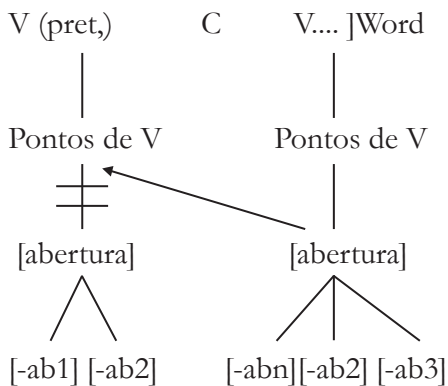 V (pret,) C V.... ]Word
Pontos de V Pontos de V
[abertura] [abertura]
[-ab1] [-ab2] [-abn][-ab2] [-ab3]